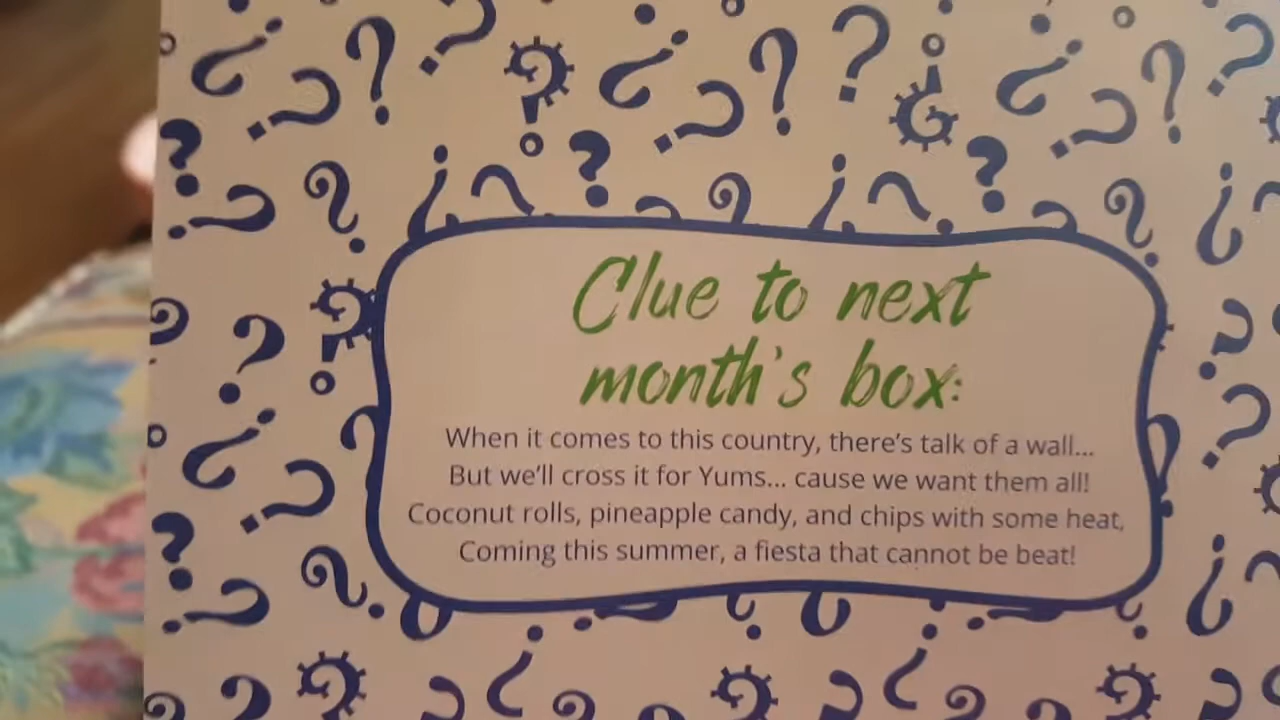 Clue to next
month's box:
When it comes to this country, there's talk of a wall...
But we'll cross it for Yums... cause we want them all!
Coconut rolls, pineapple candy, and chips with some heat,
Coming this summer, a fiesta that cannot be beat!